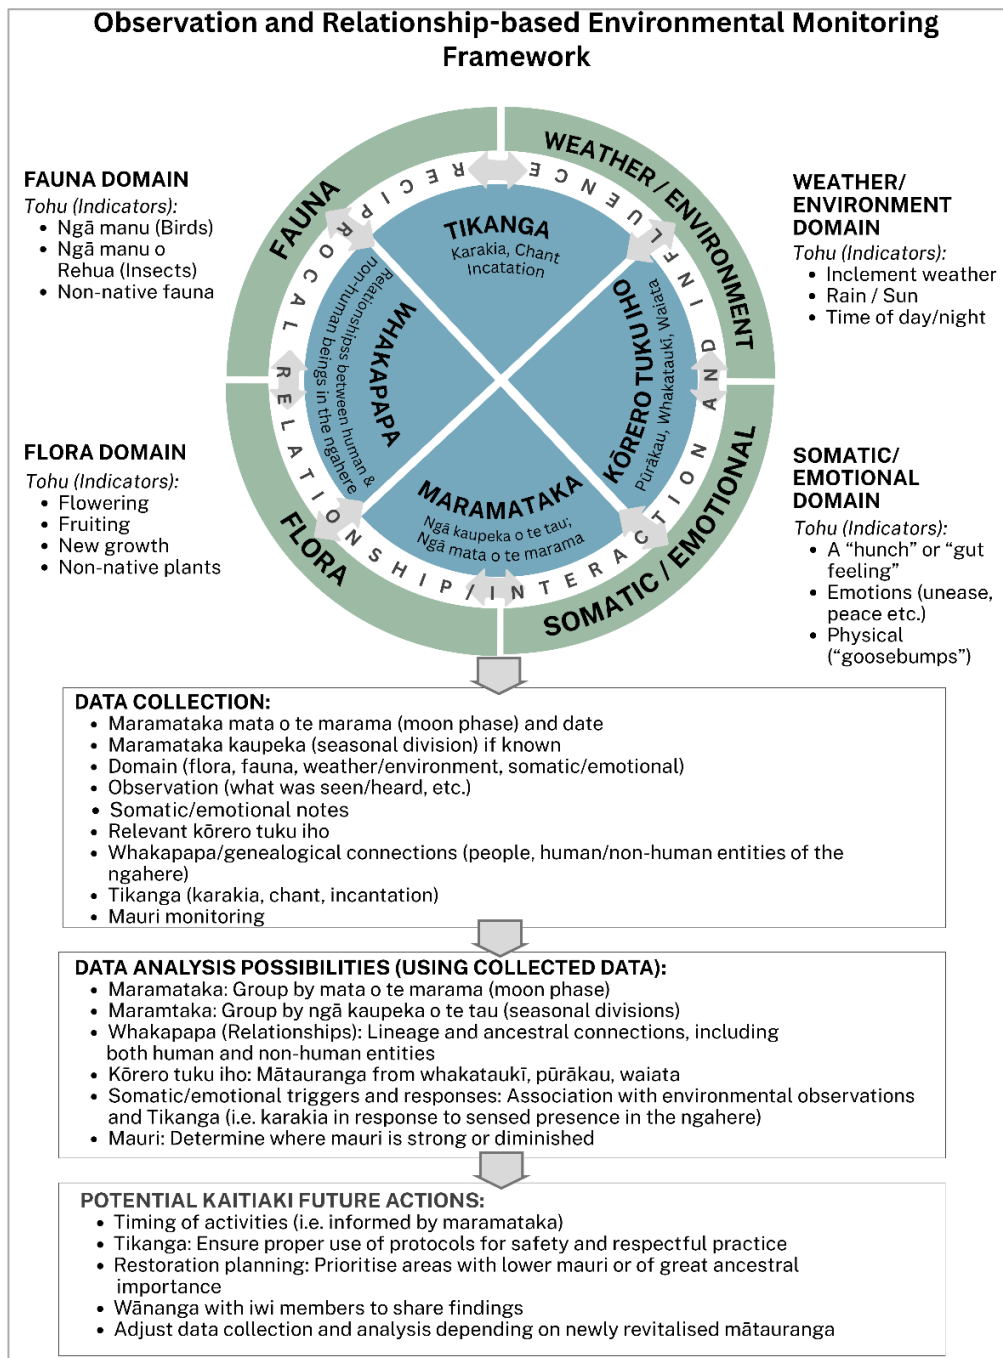 Observation and Relationship-based Environmental Monitoring
Framework
FAUNA DOMAIN
Tohu (Indicators):
• Ngā manu (Birds)
• Ngā manu o
Rehua (Insects)
• Non-native fauna
FLORA DOMAIN
Tohu (Indicators):
• Flowering
• Fruiting
• New growth
• Non-native plants
FAUNA
WEATHER / ENVIRONMENT
FLORA
SOMATIC / EMOTIONAL
RECIPROCAL RELATIONSHIP/INTERACTION AND INFLUENCE
TIKANGA
Karakia, Chant
Incatation
WHAKAPAPA
Relationshipss between human &
non-human beings in the ngahere
KŌRERO TUKU IHO
Pūrākau, Whakatauki, Waiata
MARAMATAKA
Ngā kaupeka o te tau;
Ngā mata o te marama
WEATHER/
ENVIRONMENT
DOMAIN
Tohu (Indicators):
• Inclement weather
• Rain / Sun
• Time of day/night
SOMATIC/
EMOTIONAL
DOMAIN
Tohu (Indicators):
• A “hunch” or “gut
feeling”
• Emotions (unease,
peace etc.)
• Physical
(“goosebumps”)
DATA COLLECTION:
• Maramataka mata o te marama (moon phase) and date
• Maramataka kaupeka (seasonal division) if known
• Domain (flora, fauna, weather/environment, somatic/emotional)
• Observation (what was seen/heard, etc.)
• Somatic/emotional notes
• Relevant kōrero tuku iho
• Whakapapa/genealogical connections (people, human/non-human entities of the
ngahere)
• Tikanga (karakia, chant, incantation)
• Mauri monitoring
DATA ANALYSIS POSSIBILITIES (USING COLLECTED DATA):
• Maramataka: Group by mata o te marama (moon phase)
• Maramtaka: Group by ngā kaupeka o te tau (seasonal divisions)
• Whakapapa (Relationships): Lineage and ancestral connections, including
both human and non-human entities
• Kōrero tuku iho: Mātauranga from whakataukī, pūrākau, waiata
• Somatic/emotional triggers and responses: Association with environmental observations
and Tikanga (i.e. karakia in response to sensed presence in the ngahere)
• Mauri: Determine where mauri is strong or diminished
POTENTIAL KAITIAKI FUTURE ACTIONS:
• Timing of activities (i.e. informed by maramataka)
• Tikanga: Ensure proper use of protocols for safety and respectful practice
• Restoration planning: Prioritise areas with lower mauri or of great ancestral
importance
• Wānanga with iwi members to share findings
• Adjust data collection and analysis depending on newly revitalised mātauranga